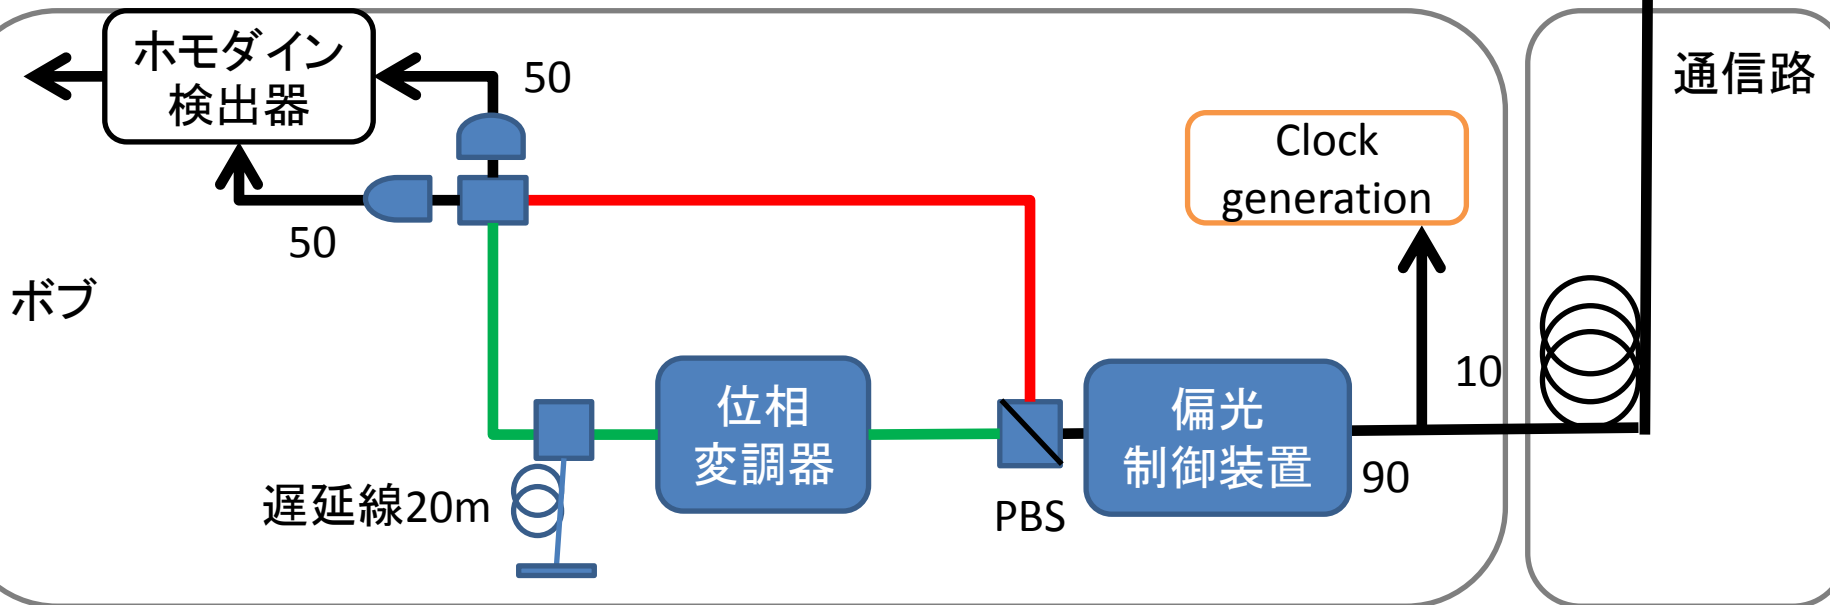 ホモダイン
検出器
50
通信路
Clock
generation
50
ボブ
10
位相
変調器
偏光
制御装置
90
遅延線20m
PBS